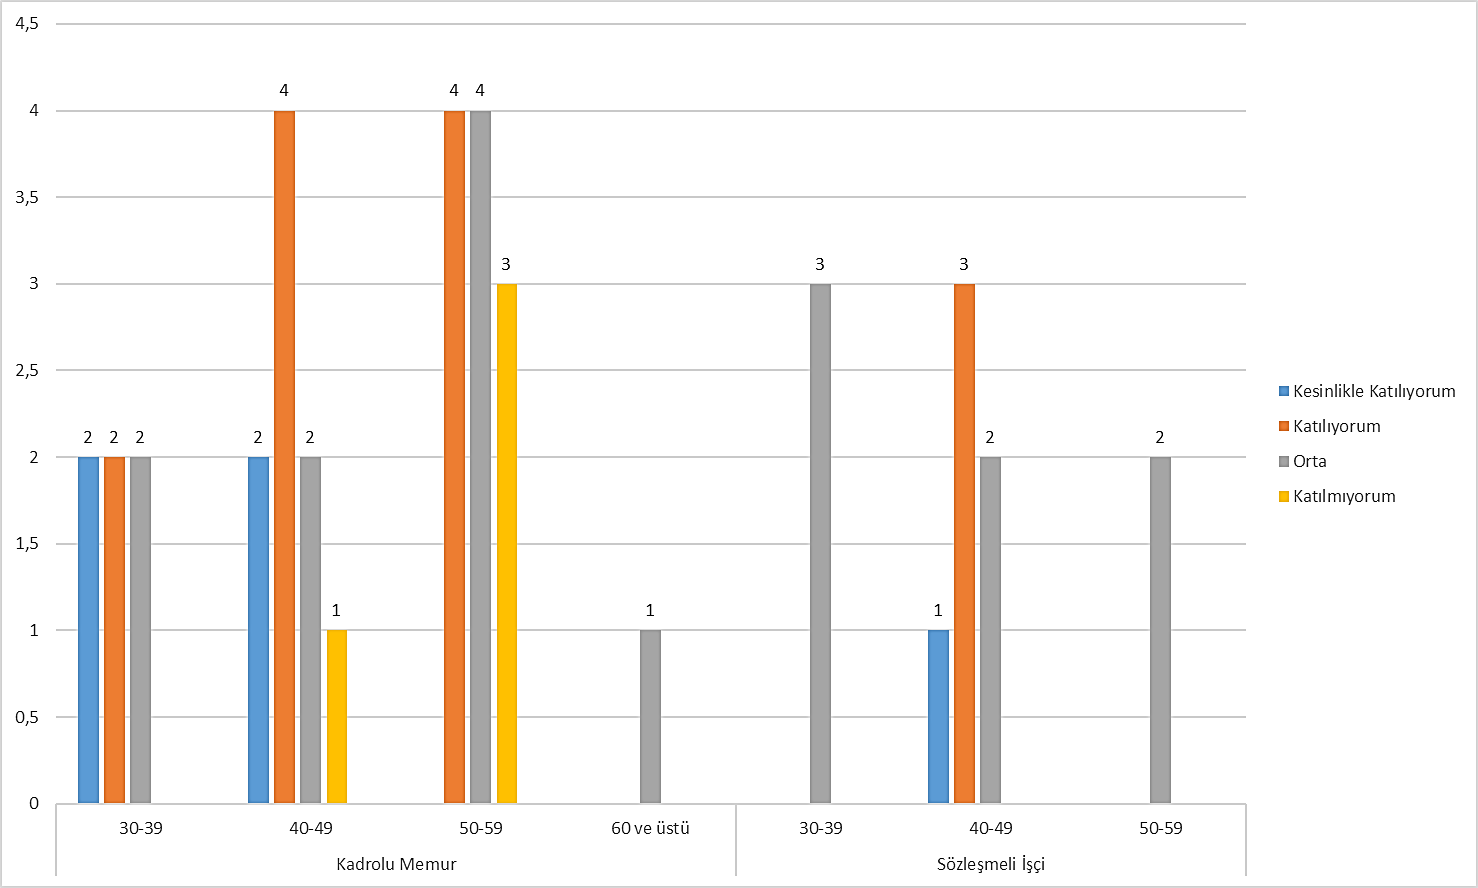 4,5
4
3,5
3
2,5
2
1,5
1
0,5
0
2 2 2
2 4 2 1
4 4 3
1
3
1 3 2
2
30-39 40-49 50-59 60 ve üstü 30-39 40-49 50-59
Kadrolu Memur Sözleşmeli İşçi
Kesinlikle Katılıyorum
Katılıyorum
Orta
Katılmıyorum